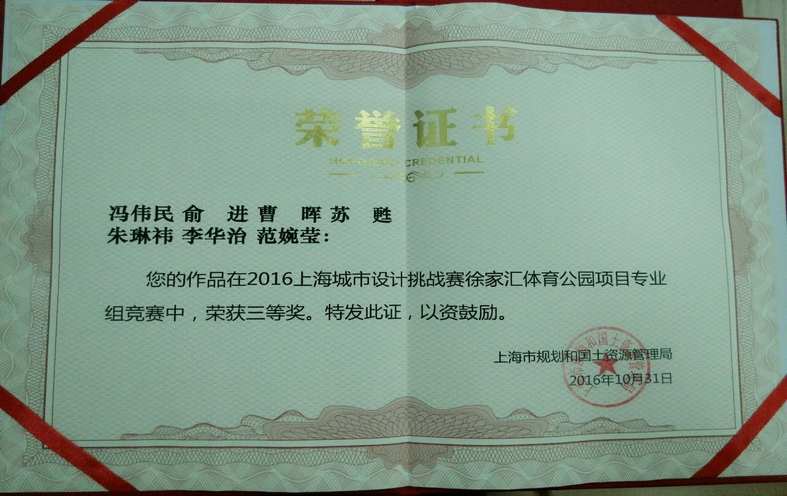 荣誉证书
CREDENTIAL
冯伟民 俞 进 曹 晖 苏 甦
朱琳祎 李华治 范婉莹：
您的作品在2016上海城市设计挑战赛徐家汇体育公园项目专业
组竞赛中，荣获三等奖。特发此证，以资鼓励。
上海市规划和国土资源管理局
2016年10月31日